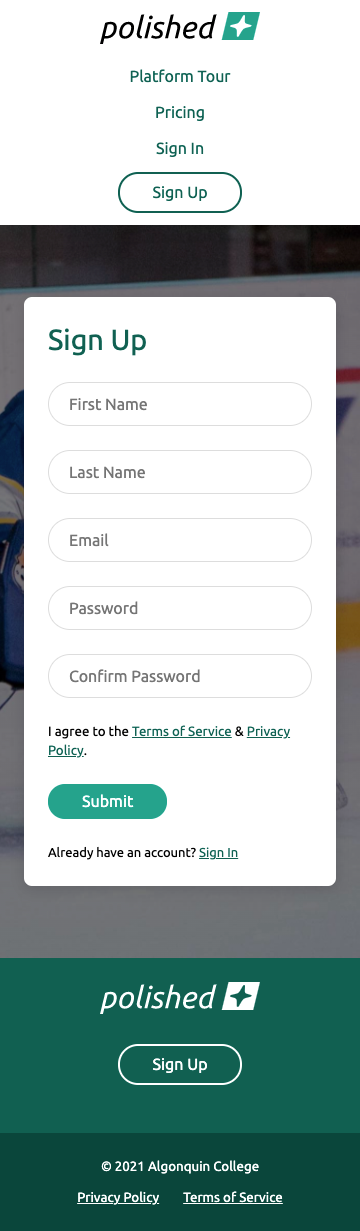 polished
Platform Tour
Pricing
Sign In
Sign Up
Sign Up
First Name
Last Name
Email
Password
Confirm Password
I agree to the Terms of Service & Privacy
Policy.
Submit
Already have an account? Sign In
polished
Sign Up
© 2021 Algonquin College
Privacy Policy Terms of Service